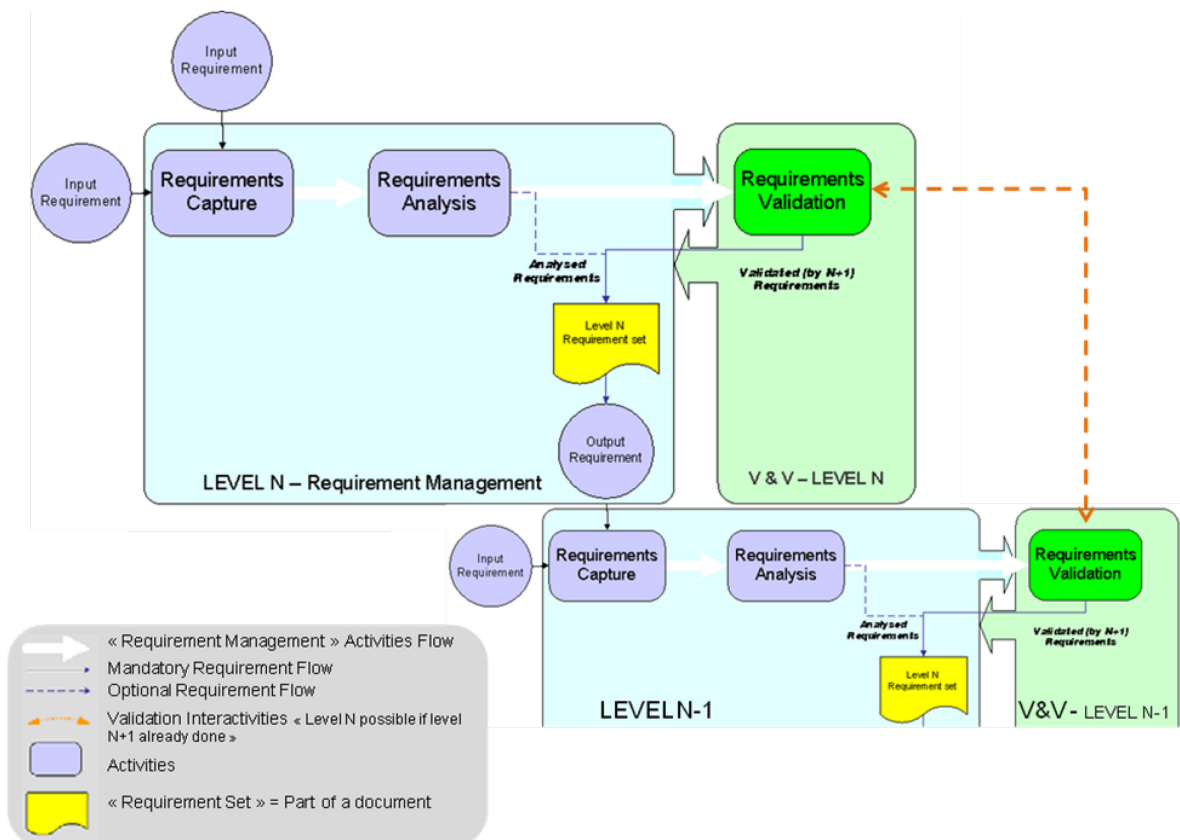 Input
Requirement
Input
Requirement
Requirements
Capture
Requirements
Analysis
Requirements
Validation
Analysed
Requirements
Validated (by N+1)
Requirements
Level N
Requirement set
Output
Requirement
LEVEL N – Requirement Management
V & V – LEVEL N
Input
Requirement
Requirements
Capture
Requirements
Analysis
Requirements
Validation
Analysed
Requirements
Validated (by N+1)
Requirements
Level N
Requirement set
LEVEL N-1
V&V - LEVEL N-1
« Requirement Management » Activities Flow
Mandatory Requirement Flow
Optional Requirement Flow
Validation Interactivities « Level N possible if level
N+1 already done »
Activities
« Requirement Set » = Part of a document